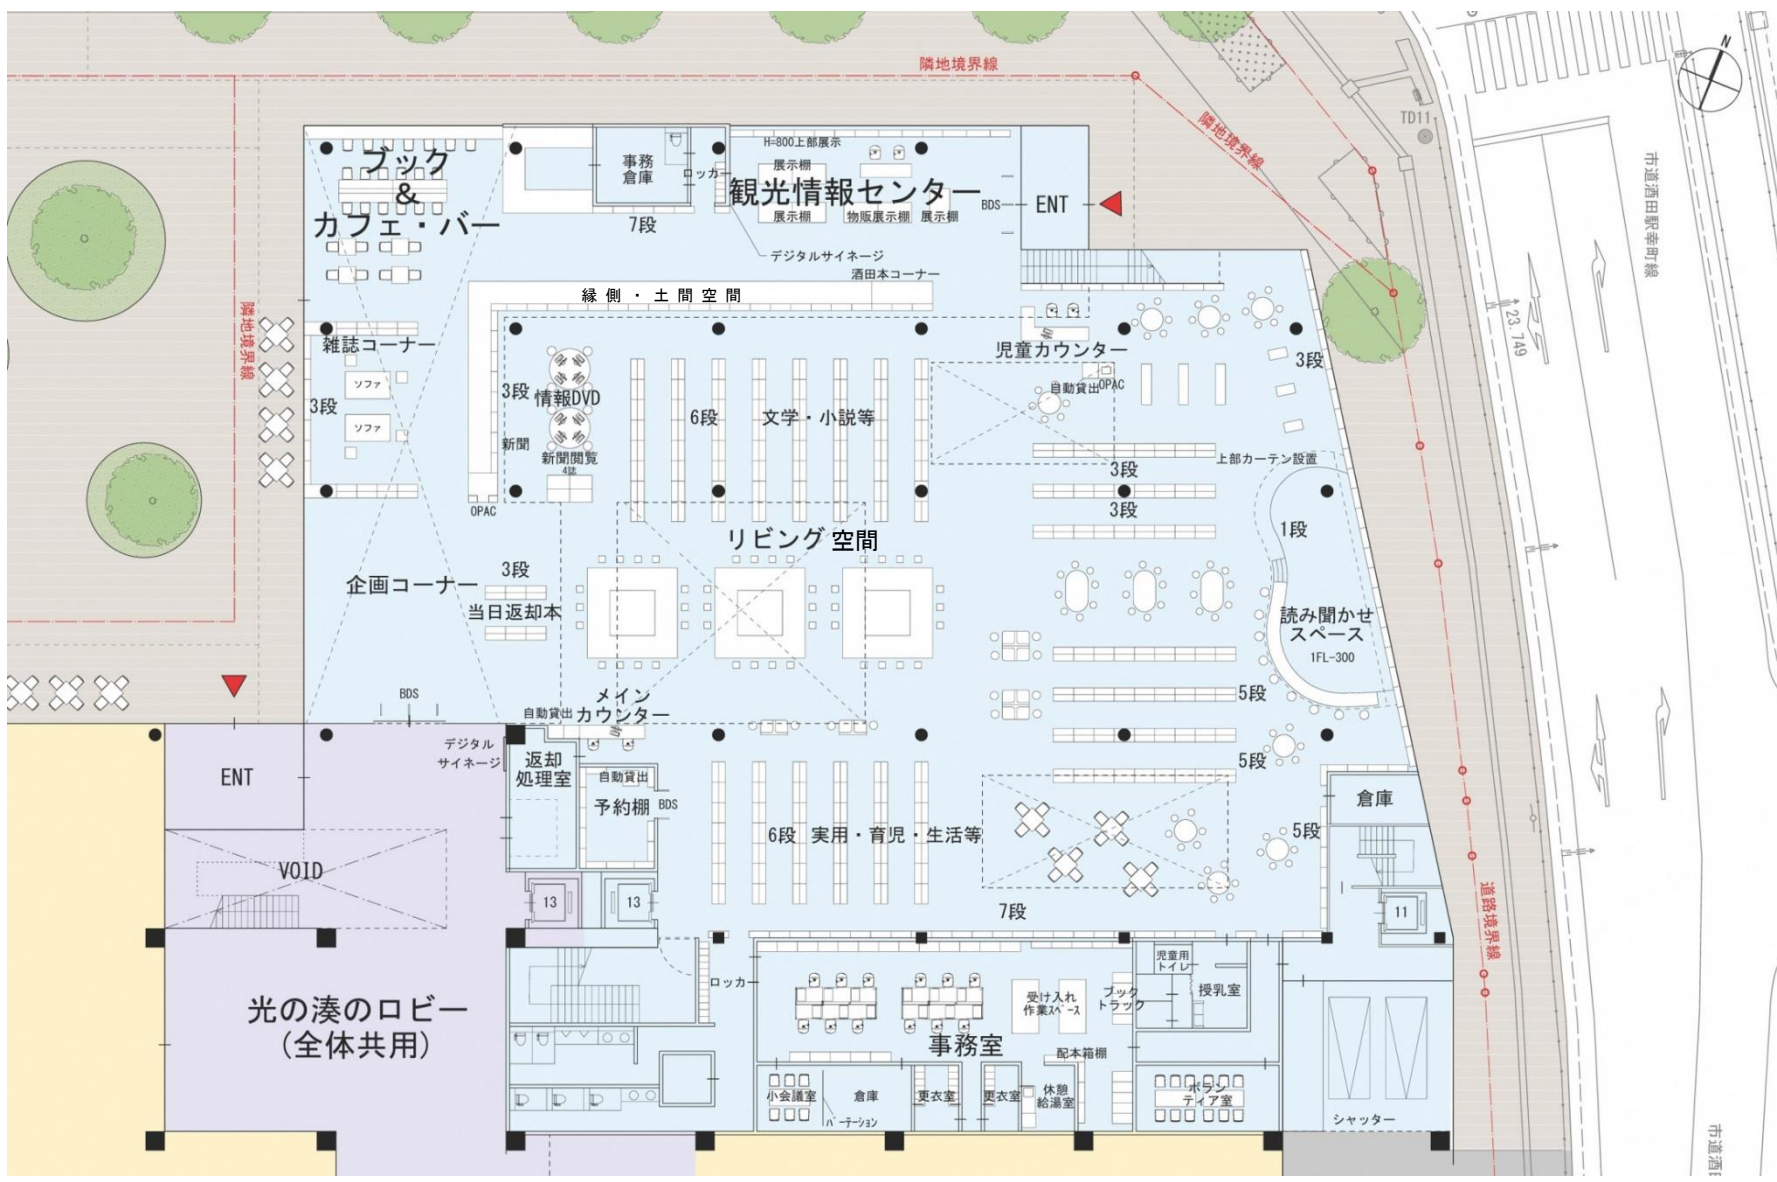 隣地境界線
N
TD11
隣地境界線
市道酒田駅幸町線
ブック
&
カフェ・バー
事務
倉庫
ロッカー
H=800上部展示
展示棚
観光情報センター
展示棚
物販展示棚
展示棚
BDS
ENT
7段
デジタルサイネージ
酒田本コーナー
縁側・土間空間
隣地境界線
雑誌コーナー
ソファ
3段
ソファ
3段
情報DVD
新聞
新聞閲覧
4誌
OPAC
6段
文学・小説等
児童カウンター
自動貸出
OPAC
3段
23.749
上部カーテン設置
3段
3段
1段
リビング空間
企画コーナー
3段
当日返却本
読み聞かせ
スペース
1FL-300
BDS
自動貸出
メイン
カウンター
5段
デジタル
サイネージ
返却
処理室
自動貸出
予約棚
BDS
5段
ENT
6段
実用・育児・生活等
5段
倉庫
VOID
13
13
7段
11
道路境界線
光の湊のロビー
(全体共用)
ロッカー
受け入れ
作業スペース
ブック
トラック
児童用
トイレ
授乳室
事務室
配本箱棚
小会議室
倉庫
パーテーション
更衣室
更衣室
休憩
給湯室
ボラン
ティア室
シャッター